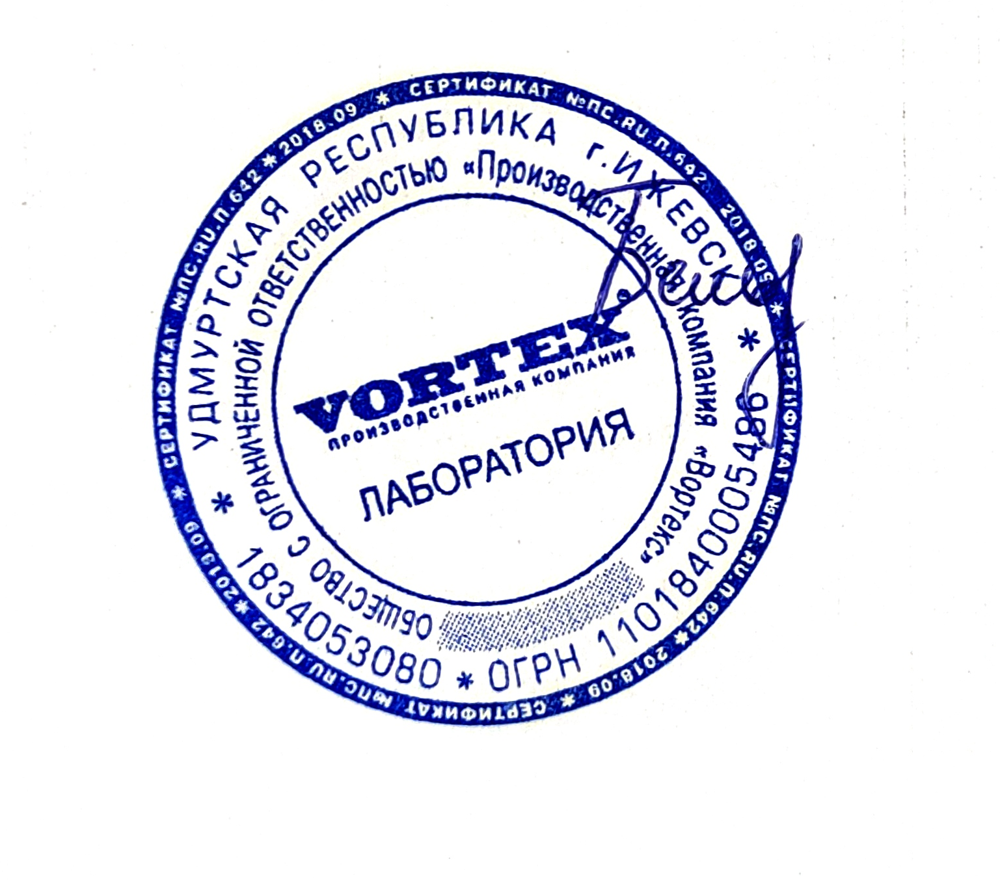 СЕРТИФИКАТ №ПС.RU.П.642 * 2018.09 * СЕРТИФИКАТ №ПС.RU.П.642 * 2018.09 * СЕРТИФИКАТ №ПС.RU.П.642 * 2018.09 * СЕРТИФИКАТ №ПС.RU.П.642 * 2018.09 *
* УДМУРТСКАЯ РЕСПУБЛИКА г.ИЖЕВСК *
1834053080 * ОГРН 1101840005486
ОБЩЕСТВО С ОГРАНИЧЕННОЙ ОТВЕТСТВЕННОСТЬЮ «Производственная компания «Вортекс»
VORTEX
ПРОИЗВОДСТВЕННАЯ КОМПАНИЯ
ЛАБОРАТОРИЯ